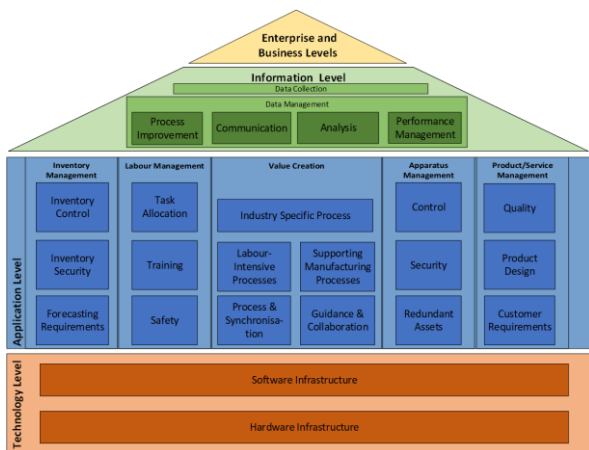 Enterprise and
Business Levels
Information Level
Data Collection
Data Management
Process
Improvement
Communication
Analysis
Performance
Management
Application Level
Inventory
Management
Inventory
Control
Inventory
Security
Forecasting
Requirements
Labour Management
Task
Allocation
Training
Safety
Value Creation
Industry Specific Process
Labour-
Intensive
Processes
Supporting
Manufacturing
Processes
Process &
Synchronisa-
tion
Guidance &
Collaboration
Apparatus
Management
Control
Security
Redundant
Assets
Product/Service
Management
Quality
Product
Design
Customer
Requirements
Technology Level
Software Infrastructure
Hardware Infrastructure